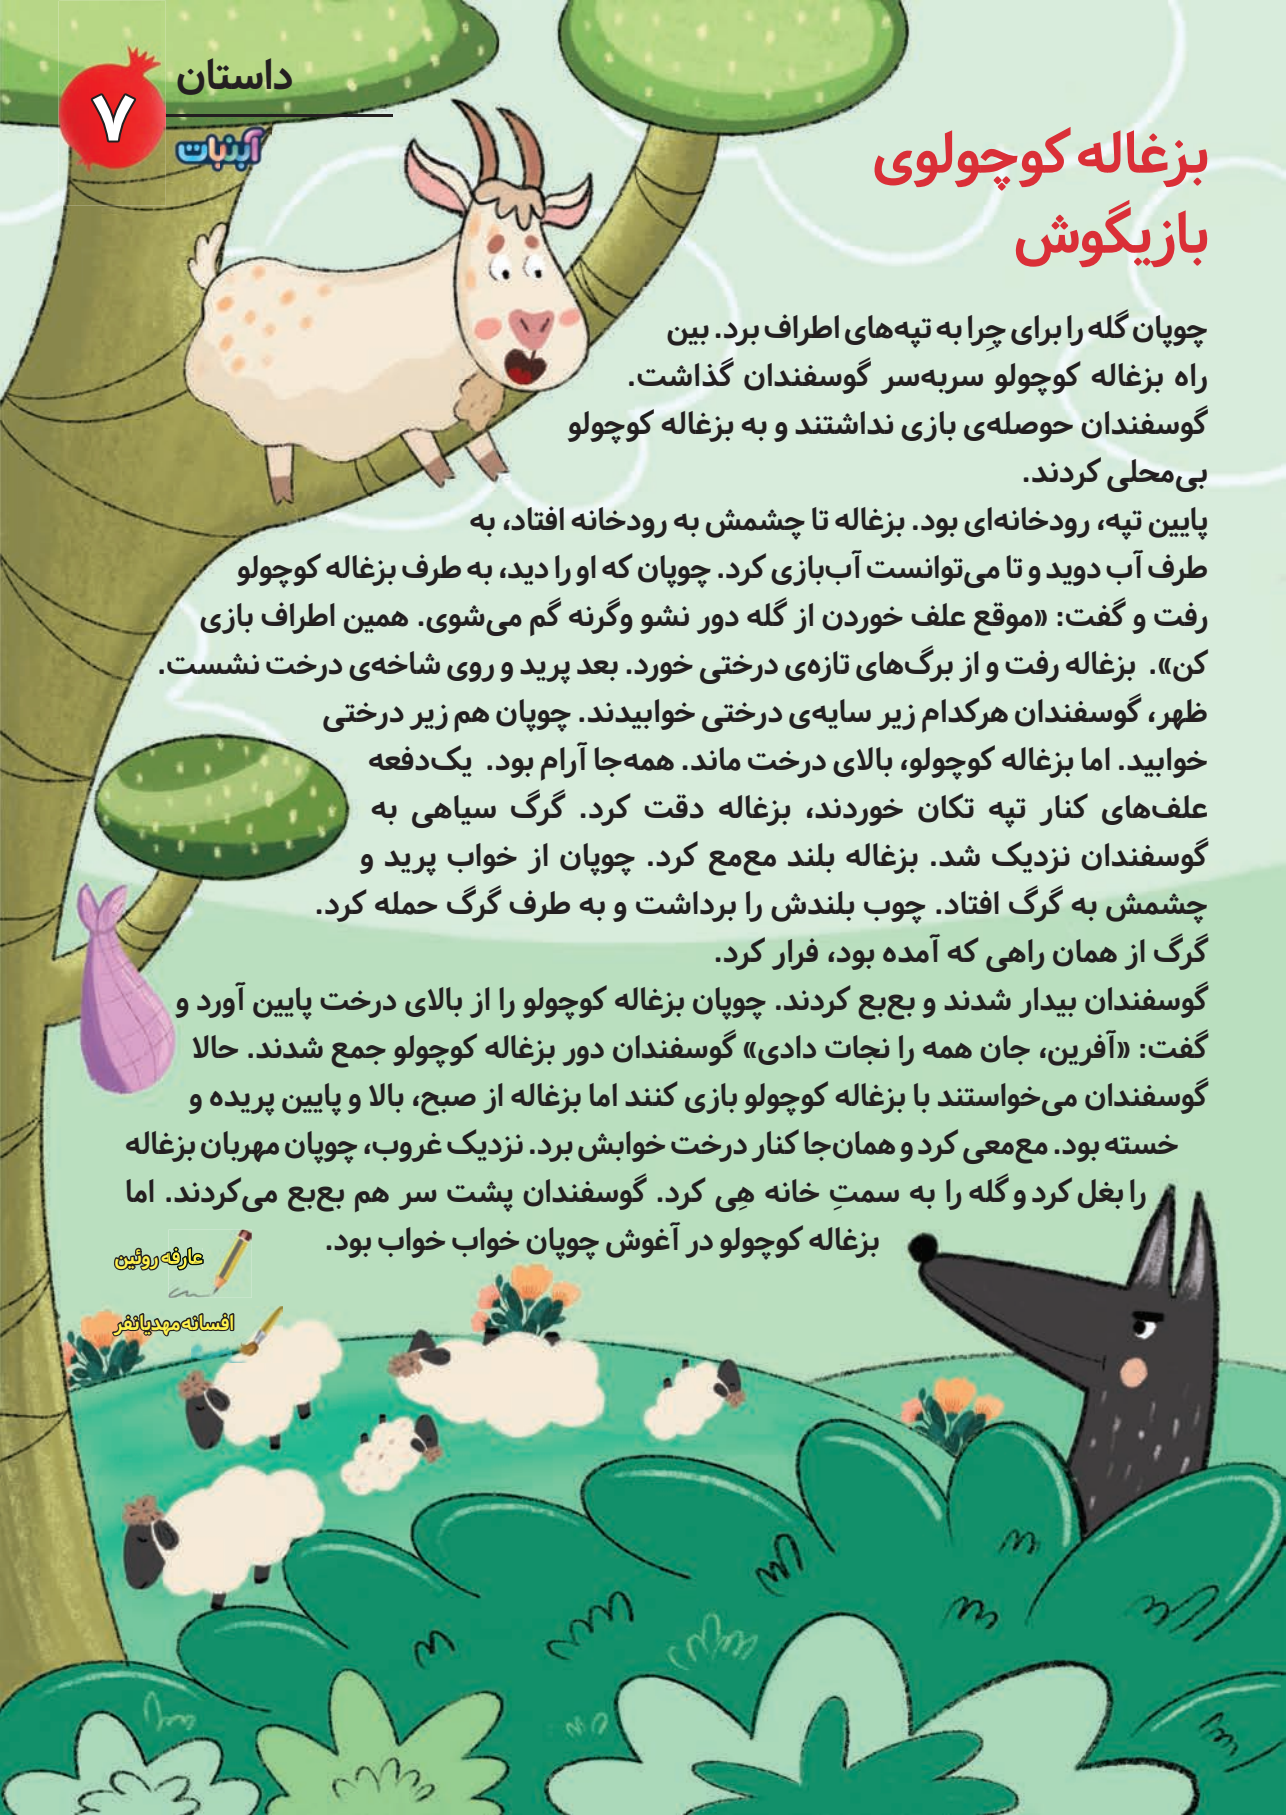 داستان
۷
آبنبات
بزغاله کوچولوی
بازیگوش
چوپان گله را برای چِرا به تپه‌های اطراف برد. بین
راه بزغاله کوچولو سربه‌سر گوسفندان گذاشت.
گوسفندان حوصله‌ی بازی نداشتند و به بزغاله کوچولو
بی‌محلی کردند.
پایین تپه، رودخانه‌ای بود. بزغاله تا چشمش به رودخانه افتاد، به
طرف آب دوید و تا می‌توانست آب‌بازی کرد. چوپان که او را دید، به طرف بزغاله کوچولو
رفت و گفت: «موقع علف خوردن از گله دور نشو وگرنه گم می‌شوی. همین اطراف بازی
کن». بزغاله رفت و از برگ‌های تازه‌ی درختی خورد. بعد پرید و روی شاخه‌ی درخت نشست.
ظهر، گوسفندان هرکدام زیر سایه‌ی درختی خوابیدند. چوپان هم زیر درختی
خوابید. اما بزغاله کوچولو، بالای درخت ماند. همه‌جا آرام بود. یک‌دفعه
علف‌های کنار تپه تکان خوردند، بزغاله دقت کرد. گرگ سیاهی به
گوسفندان نزدیک شد. بزغاله بلند مع‌مع کرد. چوپان از خواب پرید و
چشمش به گرگ افتاد. چوب بلندش را برداشت و به طرف گرگ حمله کرد.
گرگ از همان راهی که آمده بود، فرار کرد.
گوسفندان بیدار شدند و بع‌بع کردند. چوپان بزغاله کوچولو را از بالای درخت پایین آورد و
گفت: «آفرین، جان همه را نجات دادی» گوسفندان دور بزغاله کوچولو جمع شدند. حالا
گوسفندان می‌خواستند با بزغاله کوچولو بازی کنند اما بزغاله از صبح، بالا و پایین پریده و
خسته بود. مع‌معی کرد و همان‌جا کنار درخت خوابش برد. نزدیک غروب، چوپان مهربان بزغاله
را بغل کرد و گله را به سمتِ خانه هِی کرد. گوسفندان پشت سر هم بع‌بع می‌کردند. اما
بزغاله کوچولو در آغوش چوپان خواب خواب بود.
عارفه روئین
افسانه مهدیانفر